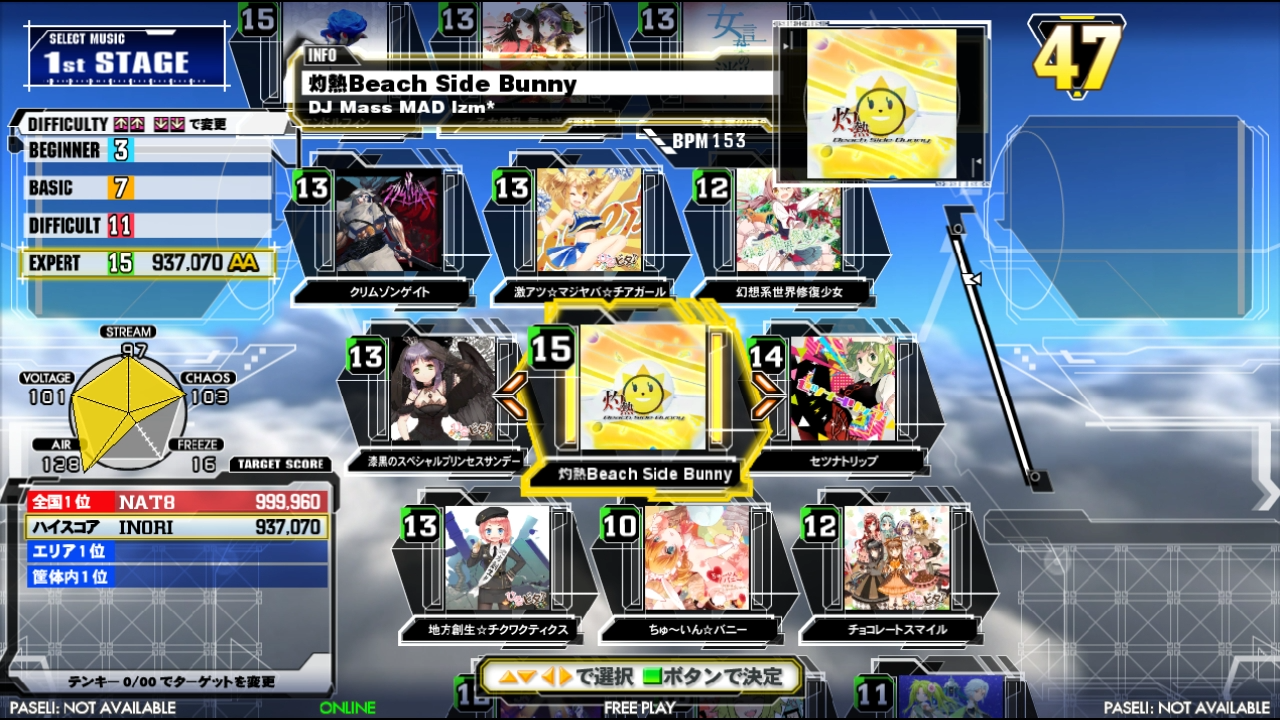 SELECT MUSIC
1st STAGE
15
13
13
INFO
灼熱Beach Side Bunny
DJ Mass MAD Izm*
BPM 153
灼熱
Beach Side Bunny
47
DIFFICULTY で変更
BEGINNER 3
BASIC 7
DIFFICULT 11
EXPERT 15 937,070 AA
13
13
12
クリムゾンゲイト
激アツ☆マジヤバ☆チアガール
幻想系世界修復少女
STREAM
97
VOLTAGE
101
CHAOS
103
AIR
128
FREEZE
16
13
15
14
灼熱
Beach Side Bunny
漆黒のスペシャルプリンセスサンデー
灼熱Beach Side Bunny
セツナトリップ
TARGET SCORE
全国1位 NAT8 999,960
ハイスコア INORI 937,070
エリア1位
筐体内1位
13
10
12
地方創生☆チクワクティクス
ちゅ～いん☆バニー
チョコレートスマイル
テンキー 0/00 でターゲットを変更
で選択 ボタンで決定
11
PASELI: NOT AVAILABLE
ONLINE
FREE PLAY
PASELI: NOT AVAILABLE